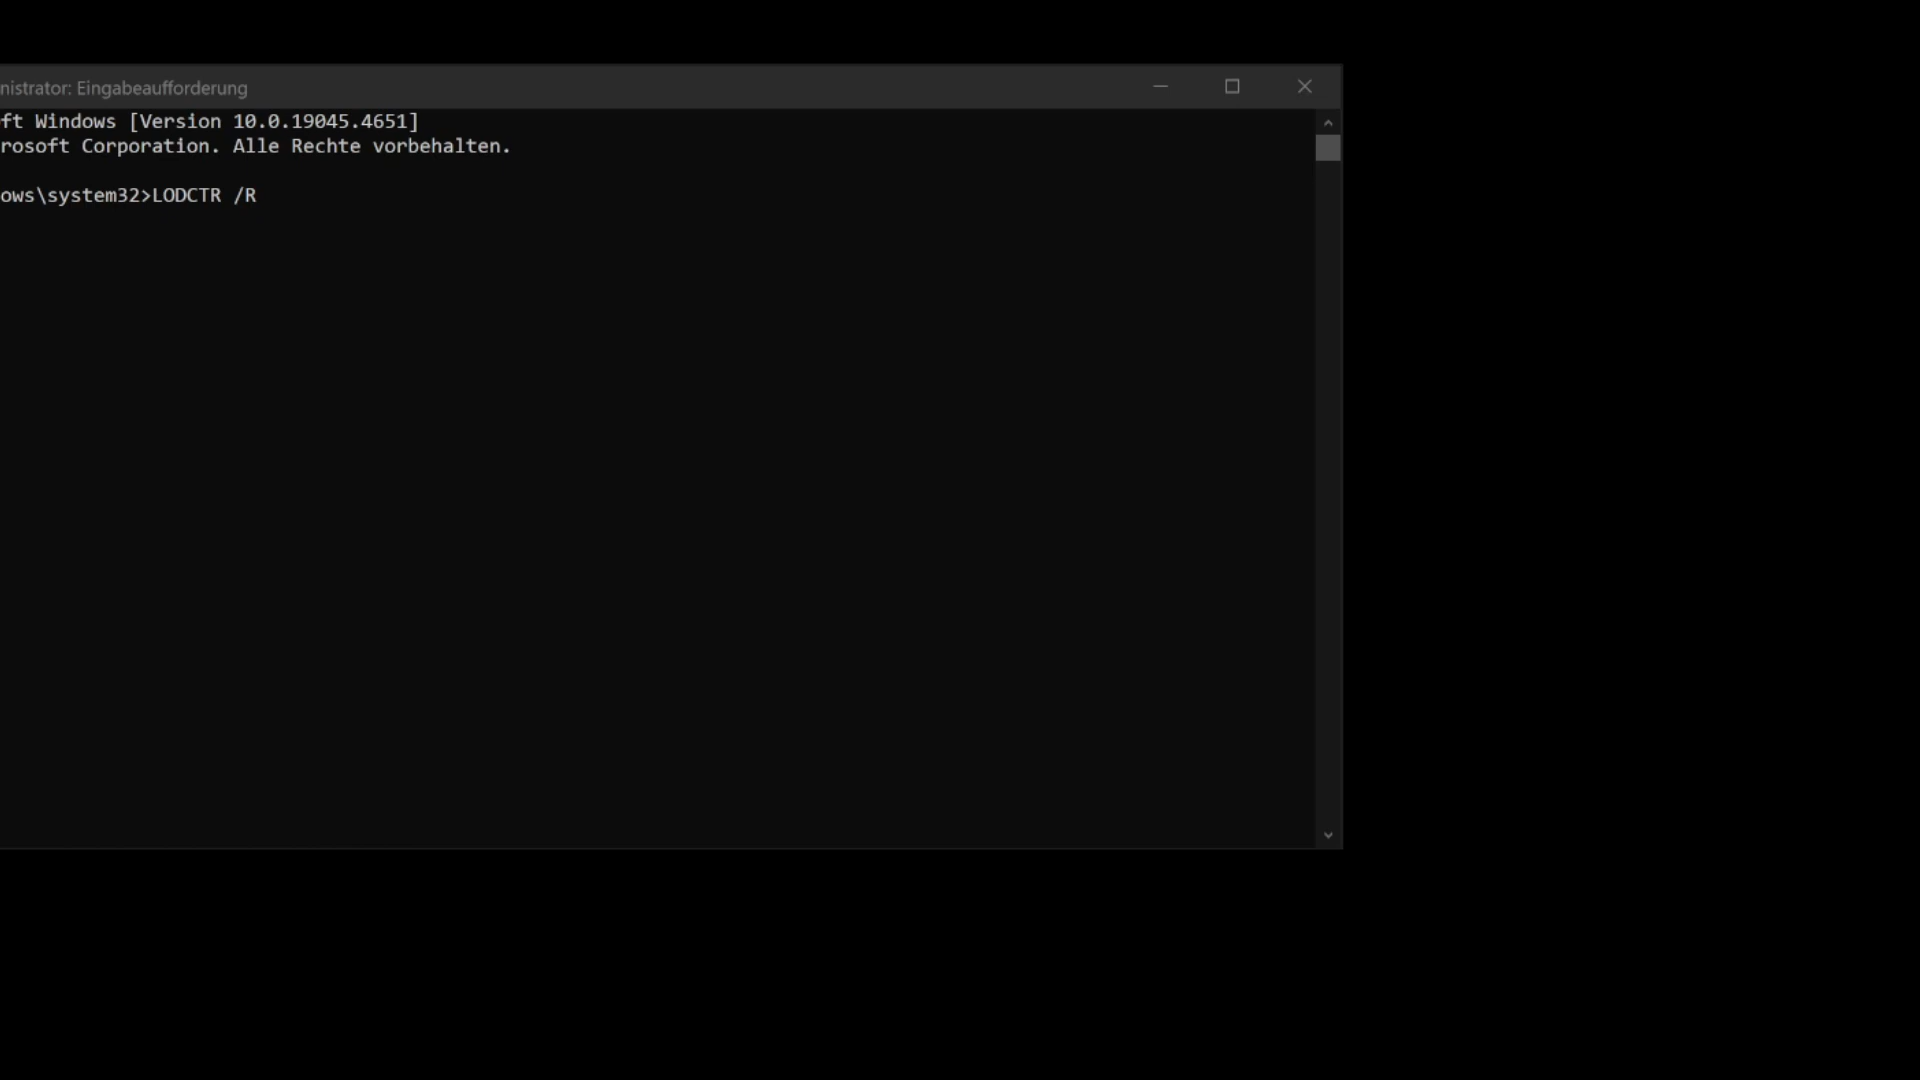 nistrator: Eingabeaufforderung
ft Windows [Version 10.0.19045.4651]
rosoft Corporation. Alle Rechte vorbehalten.
ows\system32>LODCTR /R